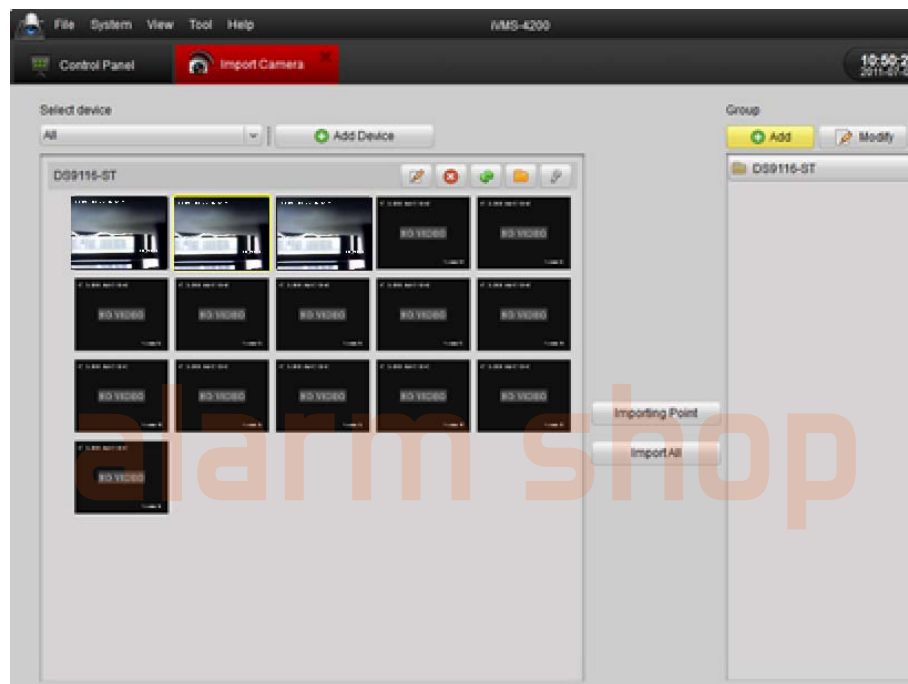 File System View Tool Help iVMS-4200
Control Panel Import Camera 10:50:2
2011-07-0
Select device Group
All Add Device Add Modify
DS9116-ST DS9116-ST
NO VIDEO NO VIDEO
NO VIDEO NO VIDEO NO VIDEO NO VIDEO NO VIDEO
NO VIDEO NO VIDEO NO VIDEO NO VIDEO NO VIDEO
Importing Point
Import All
NO VIDEO
alarm shop